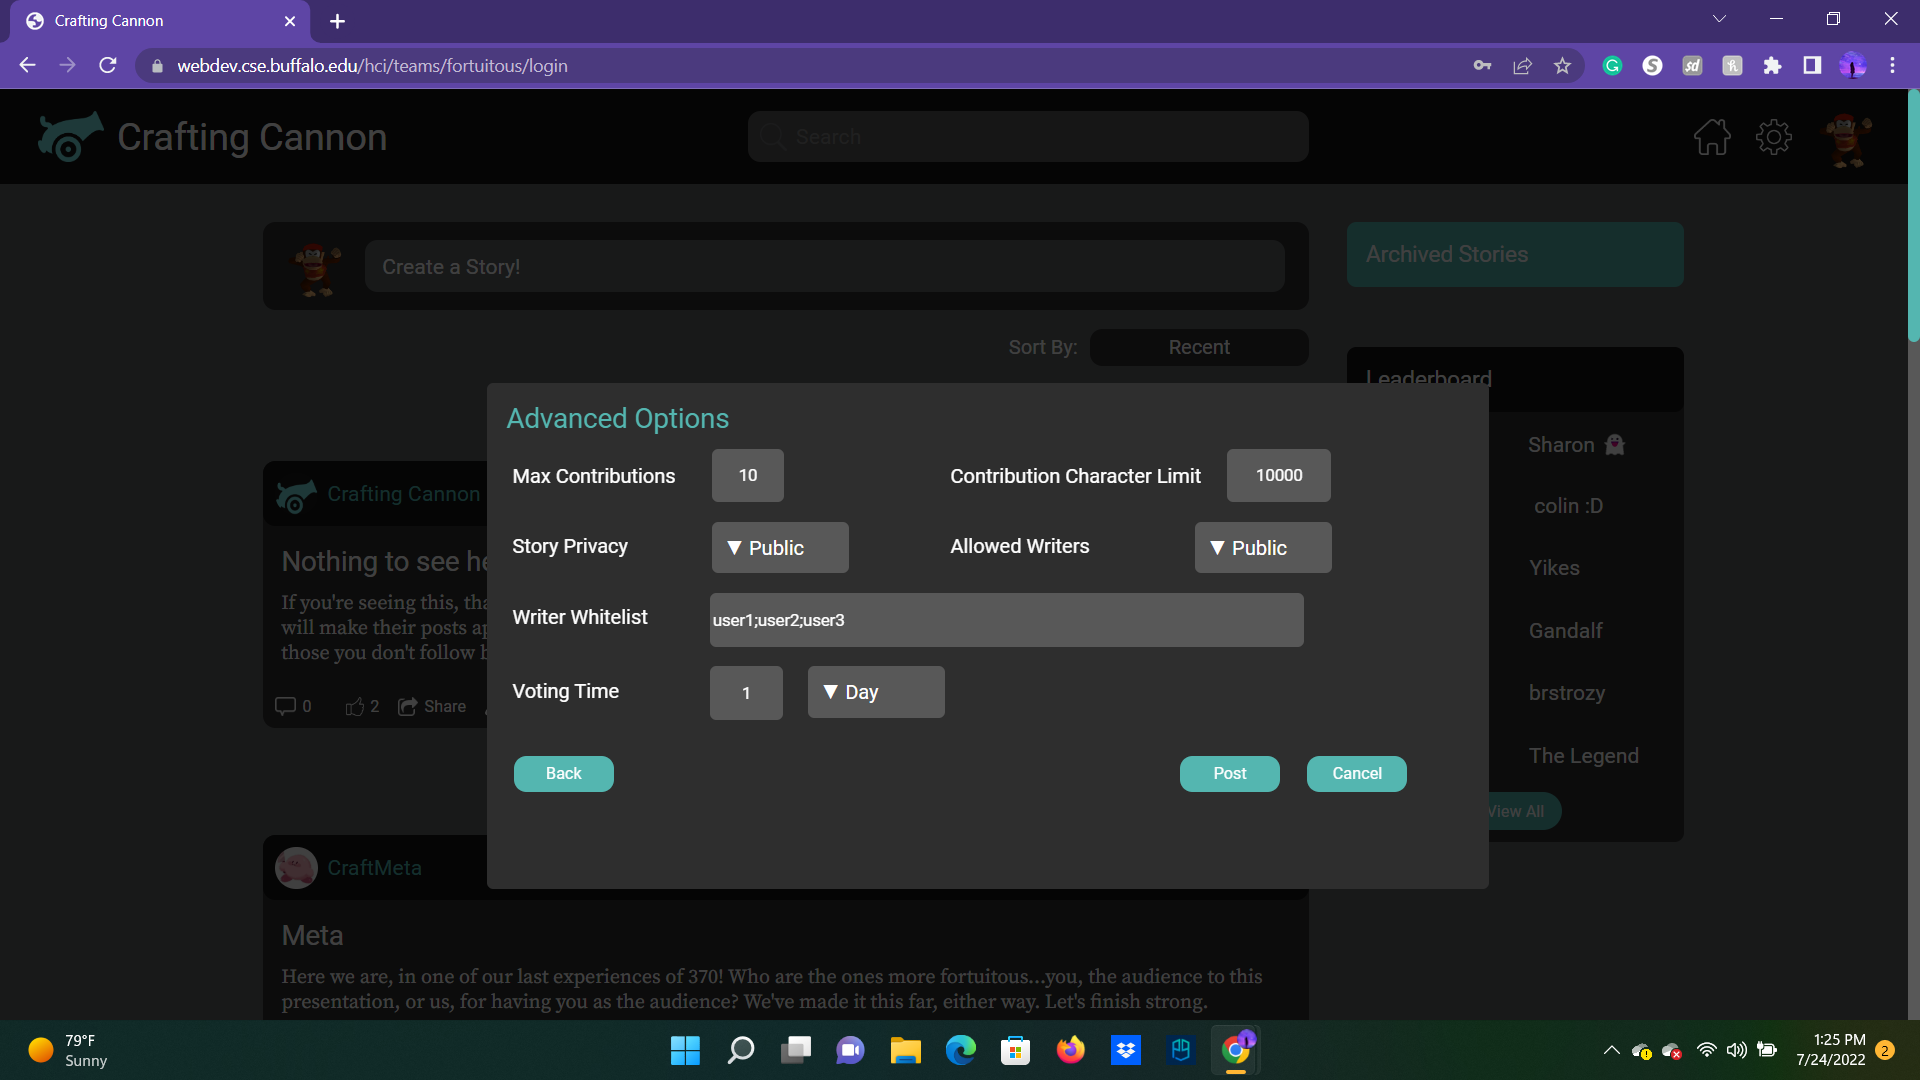 Crafting Cannon
webdev.cse.buffalo.edu/hci/teams/fortuitous/login
Crafting Cannon
Search
Create a Story!
Archived Stories
Sort By: Recent
Leaderboard
Advanced Options
Max Contributions 10 Contribution Character Limit 10000
Story Privacy ▼ Public Allowed Writers ▼ Public
Writer Whitelist user1;user2;user3
Voting Time 1 ▼ Day
Back Post Cancel
Sharon 👻
colin :D
Yikes
Gandalf
brstrozy
The Legend
View All
Crafting Cannon
Nothing to see he
If you're seeing this, tha
will make their posts ap
those you don't follow b
0 2 Share
CraftMeta
Meta
Here we are, in one of our last experiences of 370! Who are the ones more fortuitous...you, the audience to this
presentation, or us, for having you as the audience? We've made it this far, either way. Let's finish strong.
79°F
Sunny
1:25 PM
7/24/2022
2